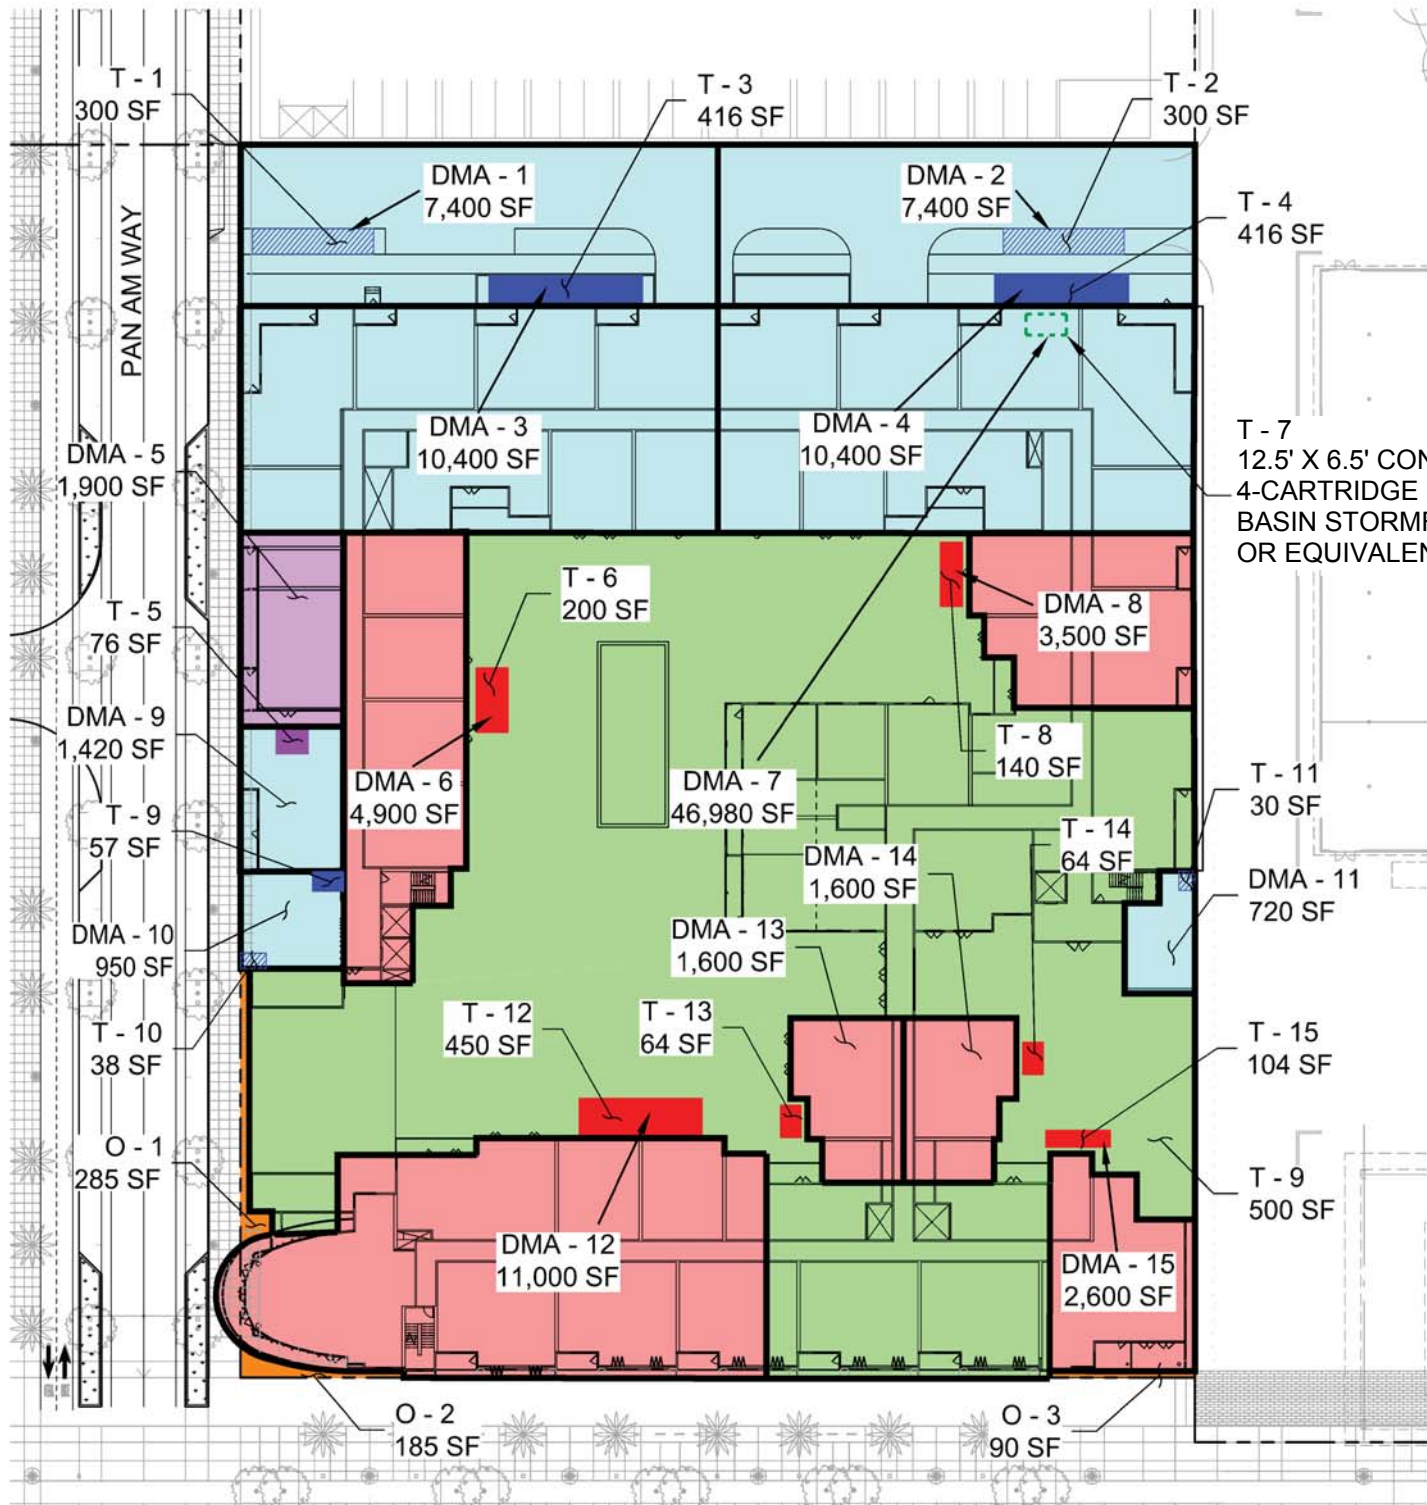 T - 1
300 SF
T - 3
416 SF
T - 2
300 SF
DMA - 1
7,400 SF
DMA - 2
7,400 SF
T - 4
416 SF
PAN AM WAY
DMA - 3
10,400 SF
DMA - 4
10,400 SF
T - 7
12.5' X 6.5' CON
4-CARTRIDGE
BASIN STORMF
OR EQUIVALEN
DMA - 5
1,900 SF
T - 6
200 SF
DMA - 8
3,500 SF
T - 5
76 SF
DMA - 9
1,420 SF
DMA - 6
4,900 SF
DMA - 7
46,980 SF
T - 8
140 SF
T - 11
30 SF
T - 9
57 SF
DMA - 14
1,600 SF
T - 14
64 SF
DMA - 11
720 SF
DMA - 10
950 SF
DMA - 13
1,600 SF
T - 10
38 SF
T - 12
450 SF
T - 13
64 SF
T - 15
104 SF
O - 1
285 SF
T - 9
500 SF
DMA - 12
11,000 SF
DMA - 15
2,600 SF
O - 2
185 SF
O - 3
90 SF